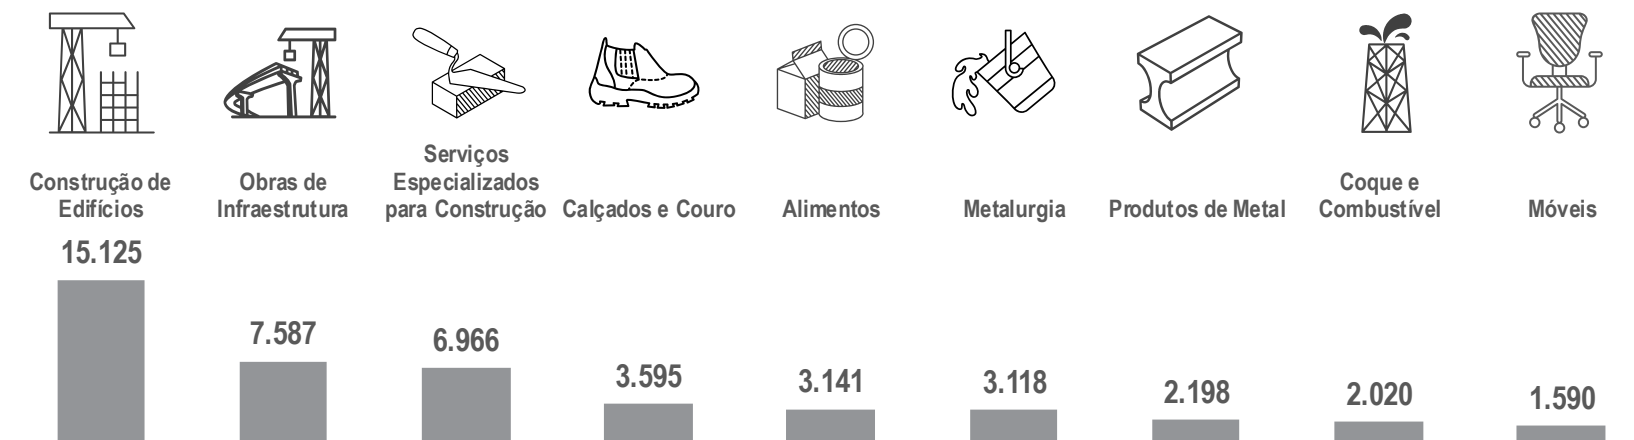 Construção de
Edifícios
15.125
Obras de
Infraestrutura
7.587
Serviços
Especializados
para Construção
6.966
Calçados e Couro
3.595
Alimentos
3.141
Metalurgia
3.118
Produtos de Metal
2.198
Coque e
Combustível
2.020
Móveis
1.590